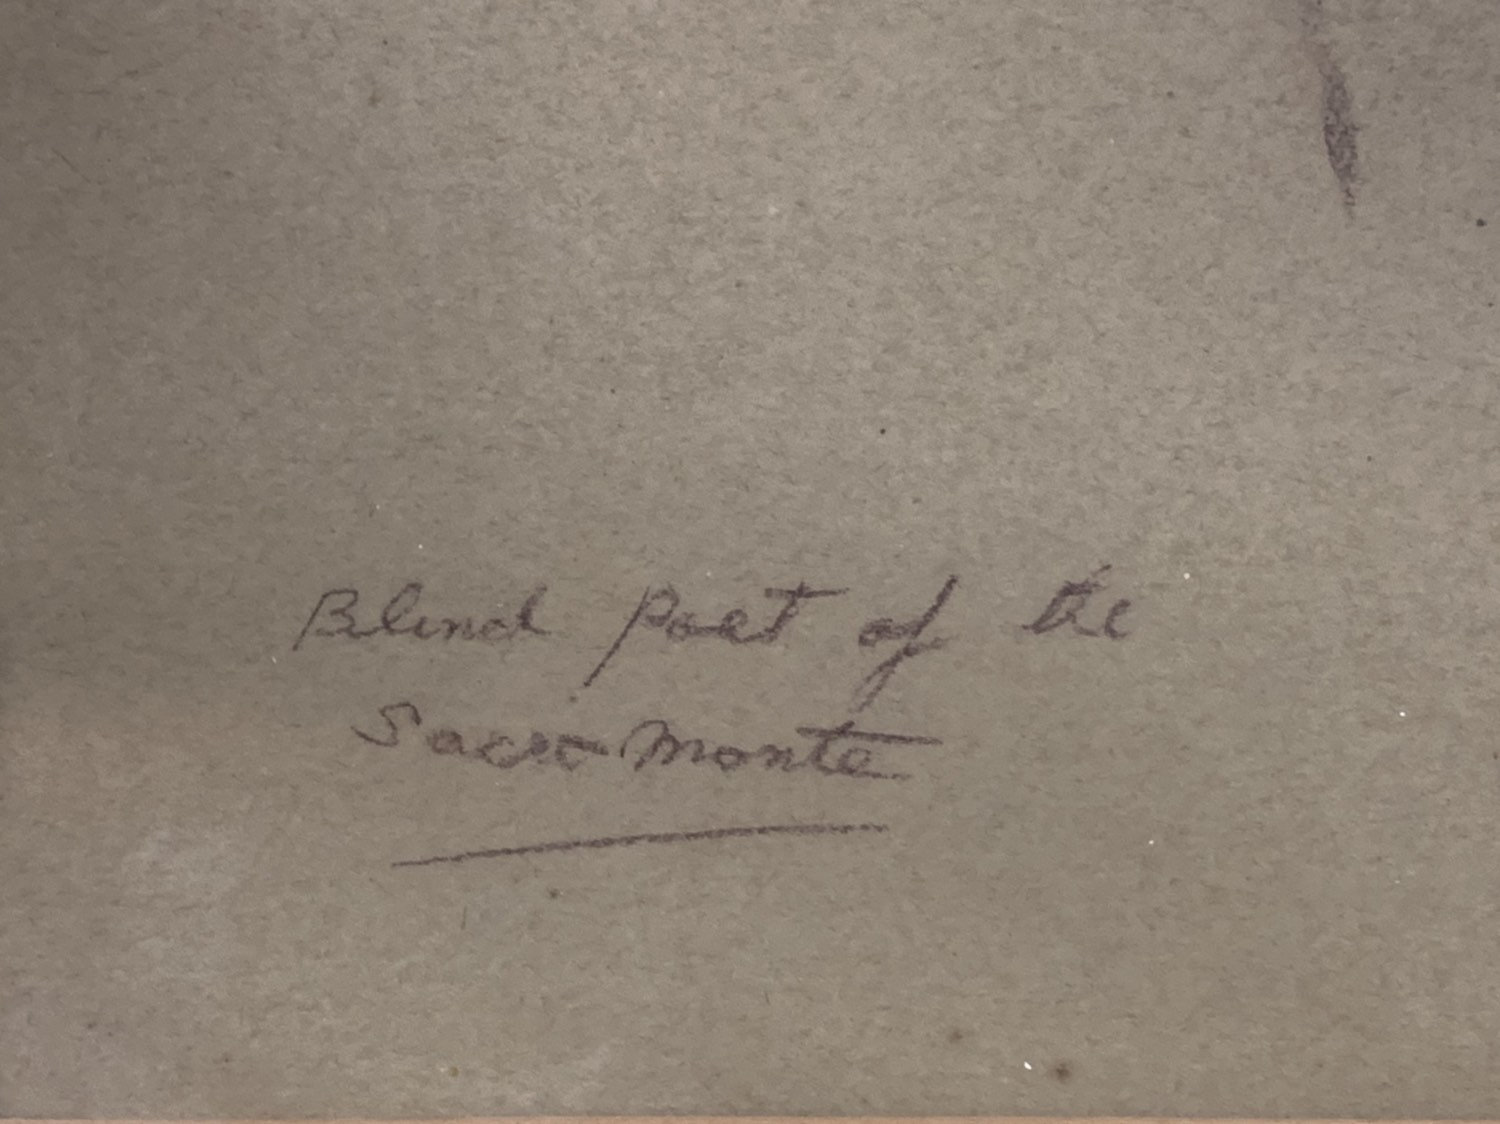 Blind Poet of the
Sacro Monte